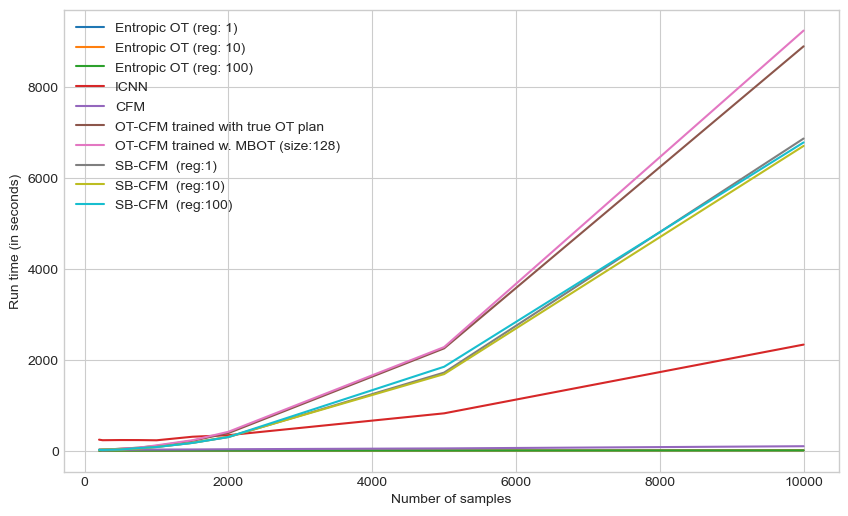 Entropic OT (reg: 1)
Entropic OT (reg: 10)
Entropic OT (reg: 100)
ICNN
CFM
OT-CFM trained with true OT plan
OT-CFM trained w. MBOT (size:128)
SB-CFM  (reg:1)
SB-CFM  (reg:10)
SB-CFM  (reg:100)
8000
6000
4000
2000
0
Run time (in seconds)
0 2000 4000 6000 8000 10000
Number of samples